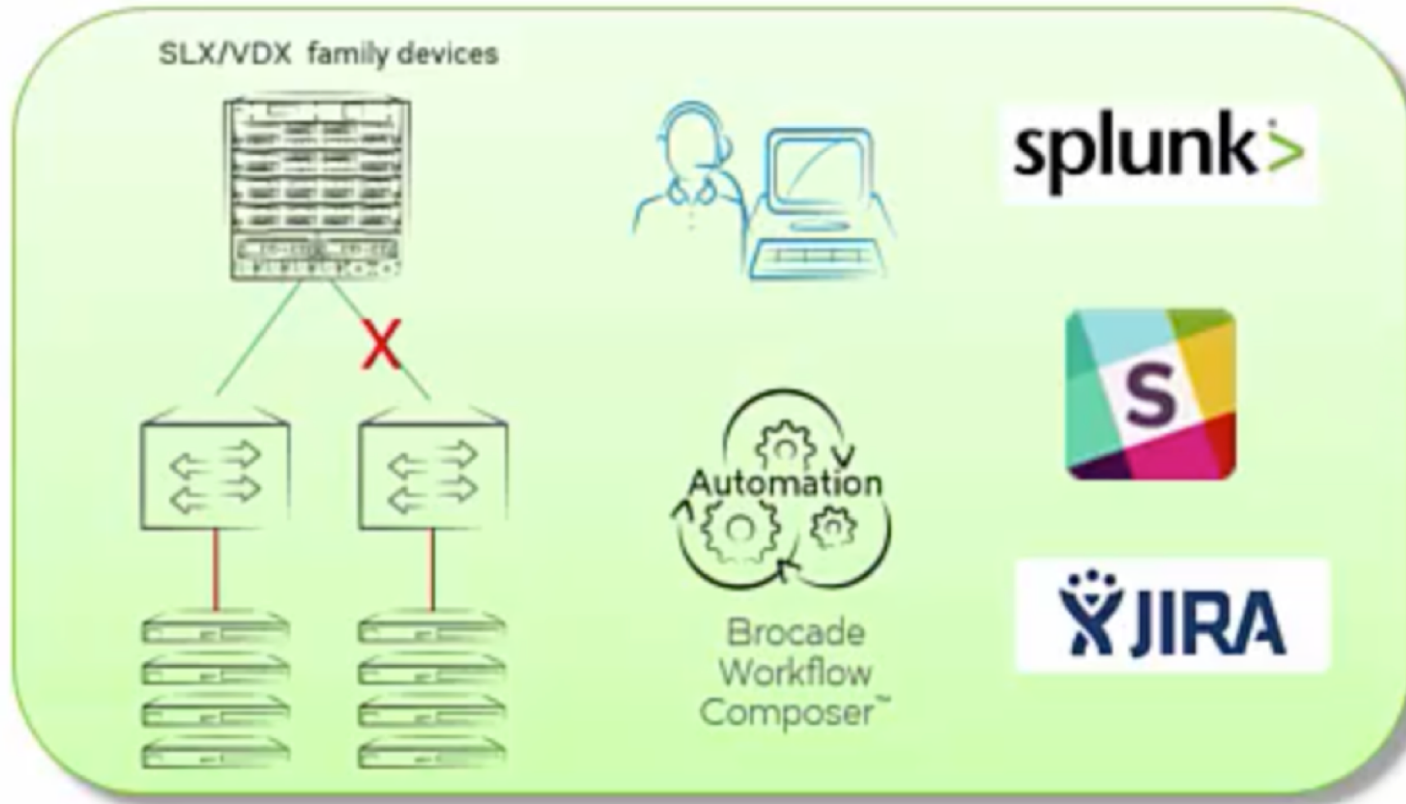 SLX/VDX family devices
splunk>
X
S
Automation
JIRA
Brocade
Workflow
Composer™